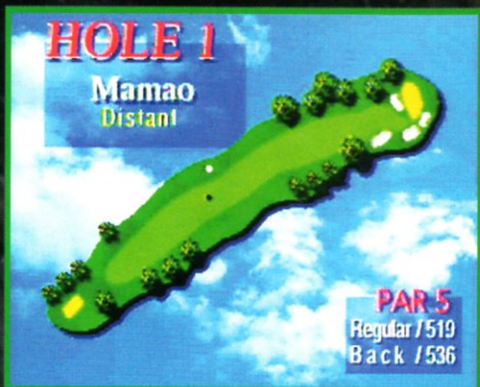 HOLE 1
Mamao
Distant
PAR 5
Regular / 519
Back / 536